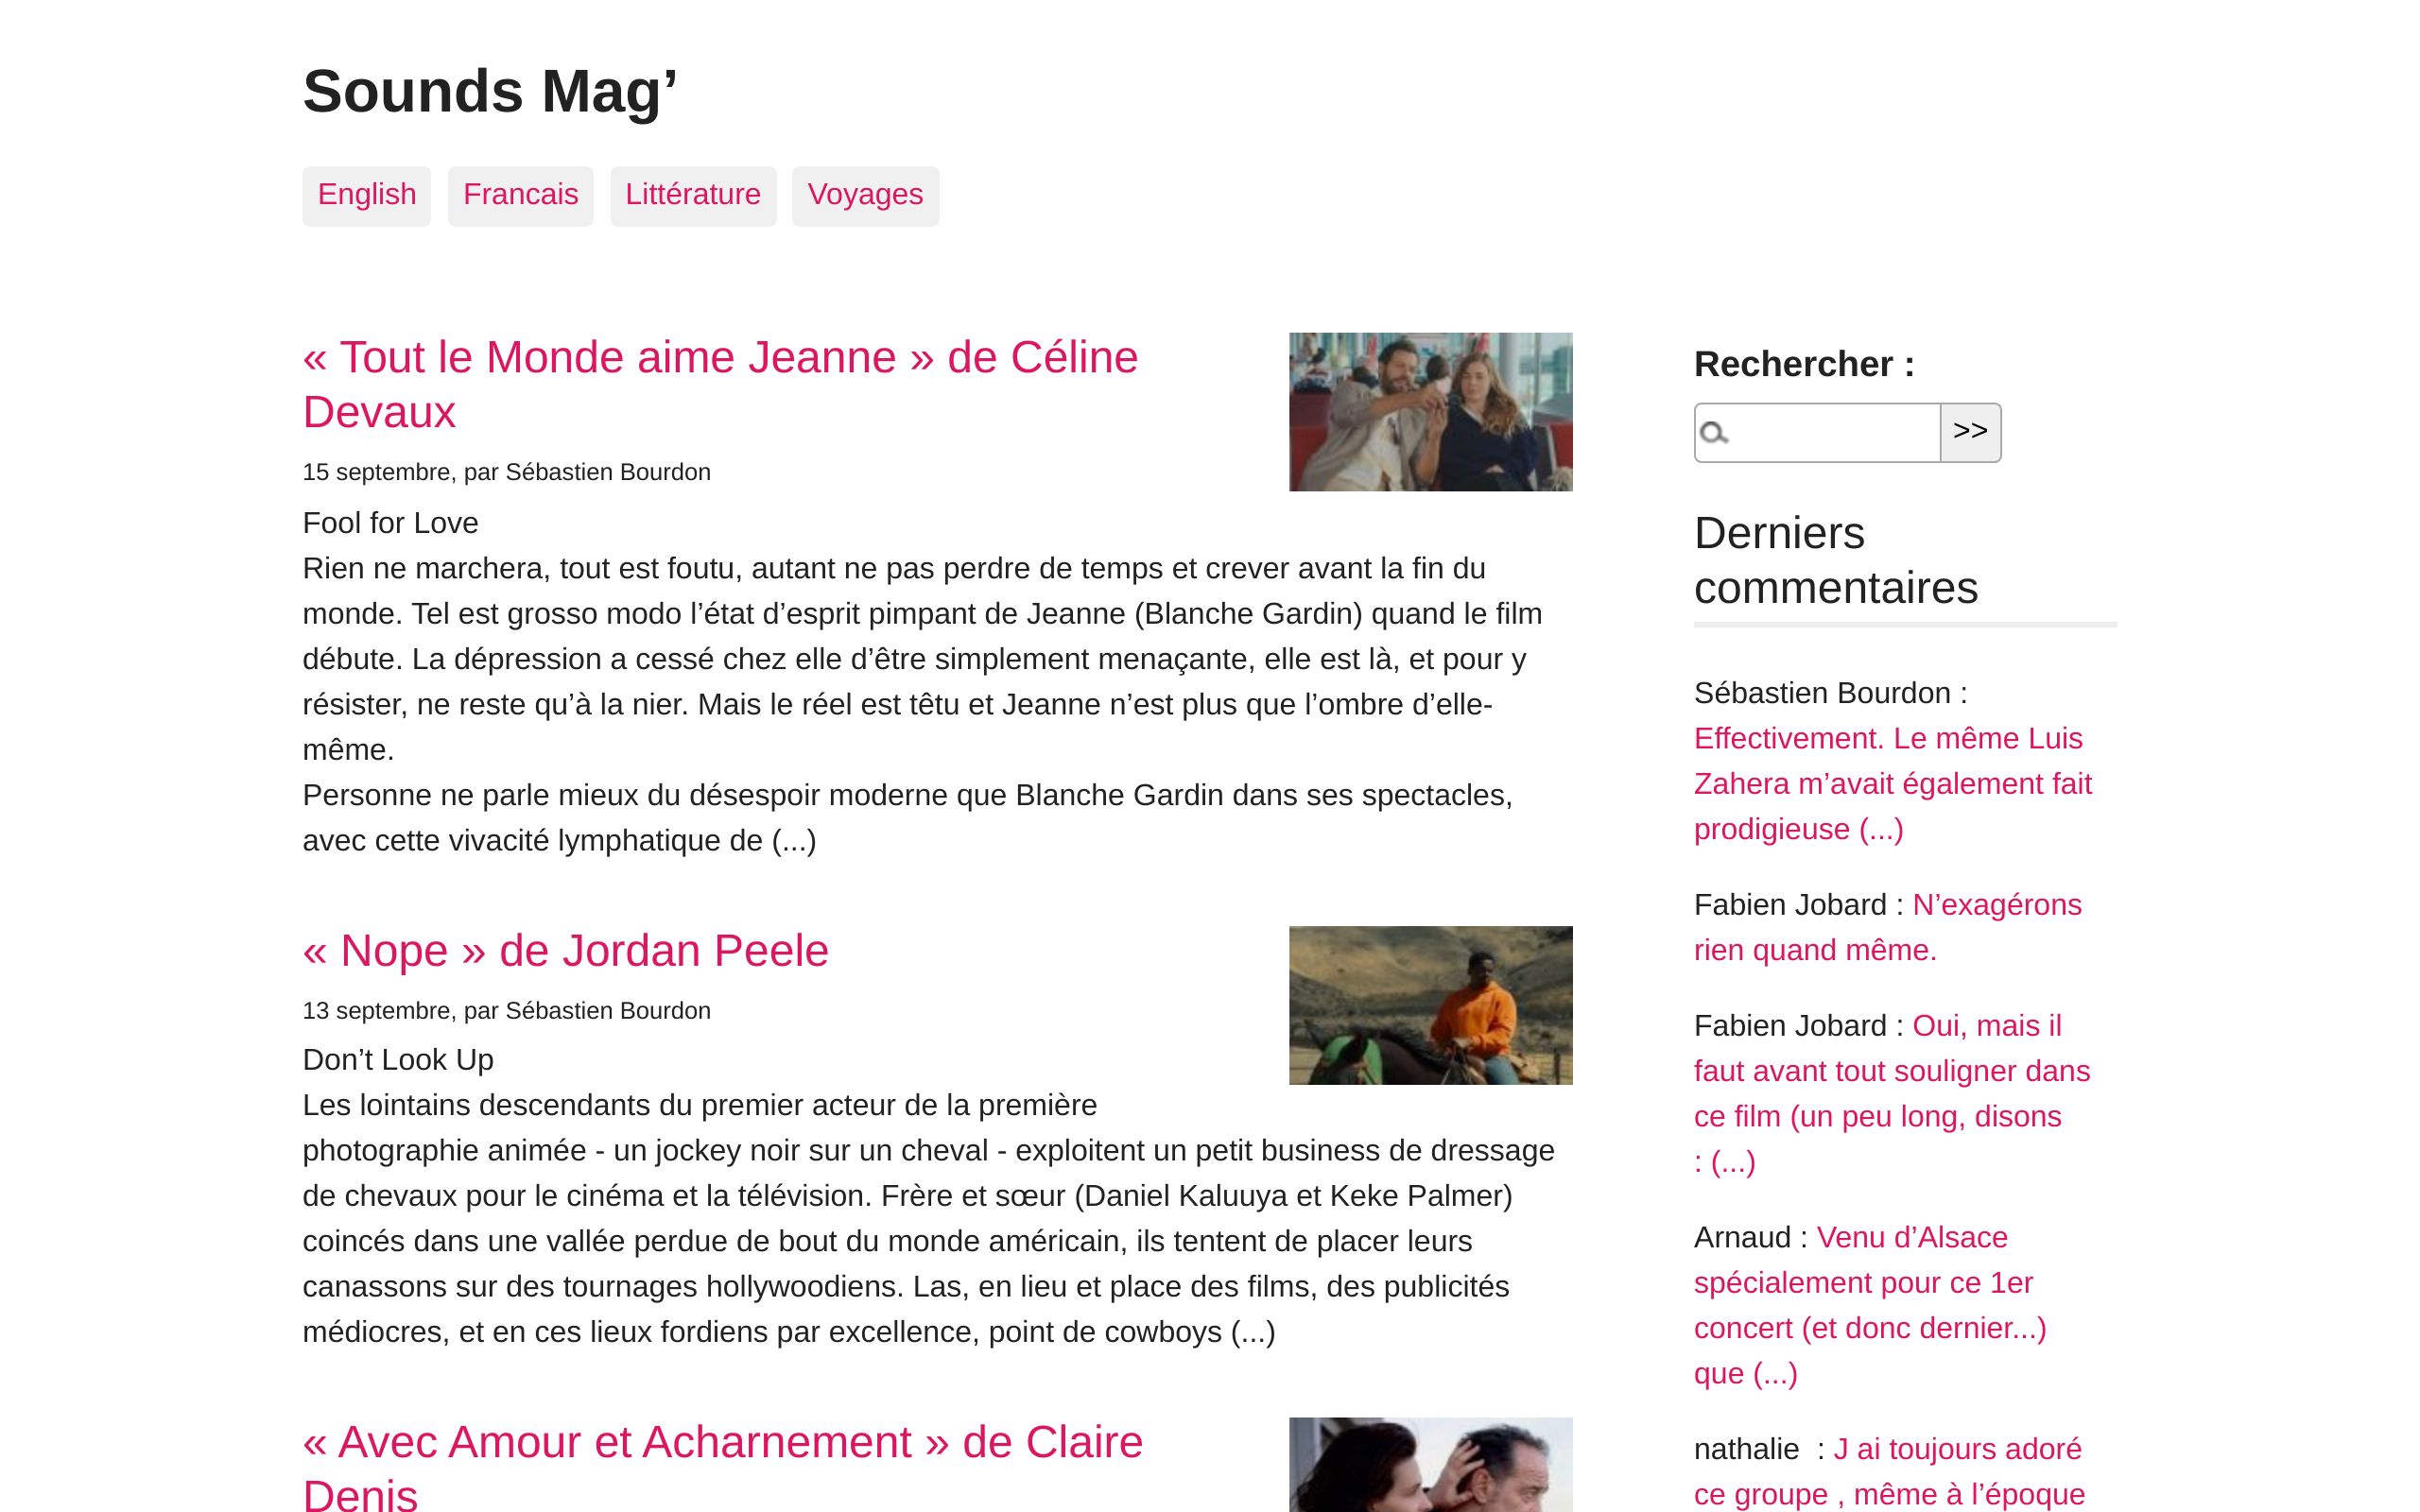 Sounds Mag’
English Francais Littérature Voyages
« Tout le Monde aime Jeanne » de Céline
Devaux
15 septembre, par Sébastien Bourdon
Fool for Love
Rien ne marchera, tout est foutu, autant ne pas perdre de temps et crever avant la fin du
monde. Tel est grosso modo l’état d’esprit pimpant de Jeanne (Blanche Gardin) quand le film
débute. La dépression a cessé chez elle d’être simplement menaçante, elle est là, et pour y
résister, ne reste qu’à la nier. Mais le réel est têtu et Jeanne n’est plus que l’ombre d’elle-
même.
Personne ne parle mieux du désespoir moderne que Blanche Gardin dans ses spectacles,
avec cette vivacité lymphatique de (...)
« Nope » de Jordan Peele
13 septembre, par Sébastien Bourdon
Don’t Look Up
Les lointains descendants du premier acteur de la première
photographie animée - un jockey noir sur un cheval - exploitent un petit business de dressage
de chevaux pour le cinéma et la télévision. Frère et sœur (Daniel Kaluuya et Keke Palmer)
coincés dans une vallée perdue de bout du monde américain, ils tentent de placer leurs
canassons sur des tournages hollywoodiens. Las, en lieu et place des films, des publicités
médiocres, et en ces lieux fordiens par excellence, point de cowboys (...)
« Avec Amour et Acharnement » de Claire
Denis
Rechercher :
>>
Derniers
commentaires
Sébastien Bourdon :
Effectivement. Le même Luis
Zahera m’avait également fait
prodigieuse (...)
Fabien Jobard : N’exagérons
rien quand même.
Fabien Jobard : Oui, mais il
faut avant tout souligner dans
ce film (un peu long, disons
: (...)
Arnaud : Venu d’Alsace
spécialement pour ce 1er
concert (et donc dernier...)
que (...)
nathalie  : J ai toujours adoré
ce groupe , même à l’époque